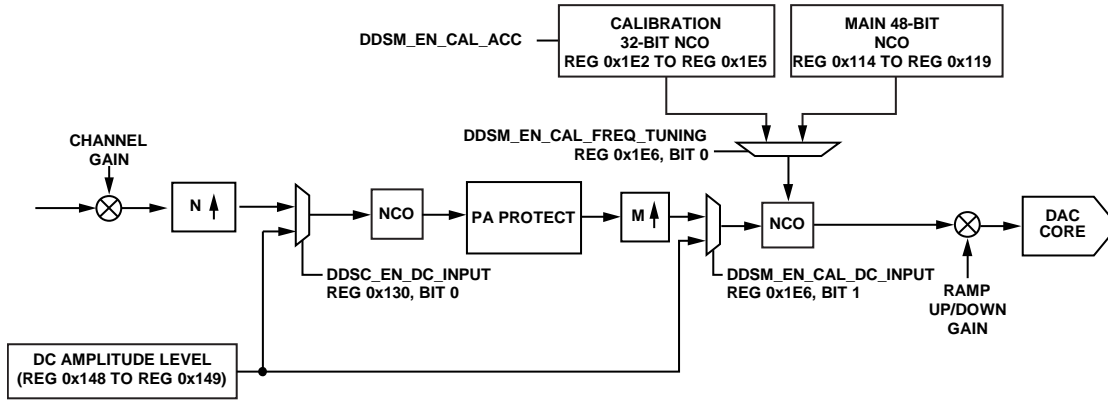 CALIBRATION
32-BIT NCO
REG 0x1E2 TO REG 0x1E5
MAIN 48-BIT
NCO
REG 0x114 TO REG 0x119
DDSM_EN_CAL_ACC
DDSM_EN_CAL_FREQ_TUNING
REG 0x1E6, BIT 0
CHANNEL
GAIN
N
NCO
PA PROTECT
M
NCO
DAC
CORE
DDSC_EN_DC_INPUT
REG 0x130, BIT 0
DDSM_EN_CAL_DC_INPUT
REG 0x1E6, BIT 1
RAMP
UP/DOWN
GAIN
DC AMPLITUDE LEVEL
(REG 0x148 TO REG 0x149)